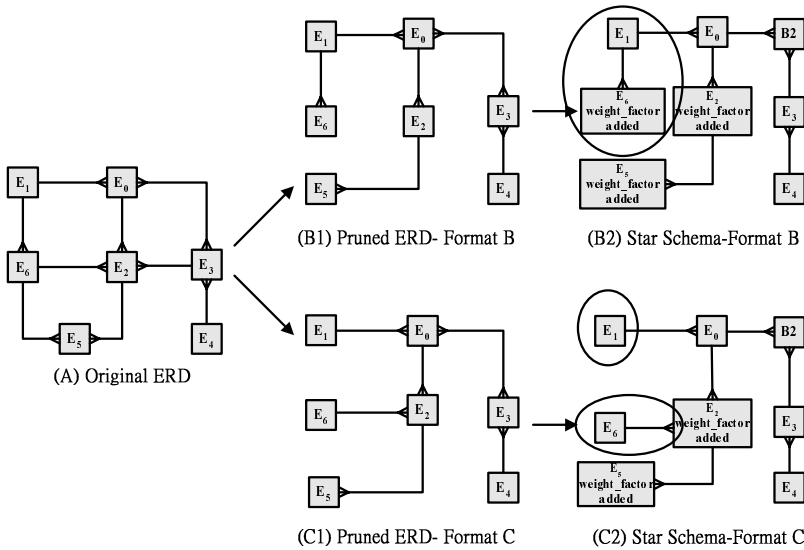 E1
E0
E6
E2
E3
E5
E4
(A) Original ERD
E1
E0
E6
E2
E3
E5
E4
(B1) Pruned ERD- Format B
E1
E0
B2
E6
weight_factor
added
E2
weight_factor
added
E3
E5
weight_factor
added
E4
(B2) Star Schema-Format B
E1
E0
E6
E2
E3
E5
E4
(C1) Pruned ERD- Format C
E1
E0
B2
E6
E2
weight_factor
added
E3
E5
weight_factor
added
E4
(C2) Star Schema-Format C